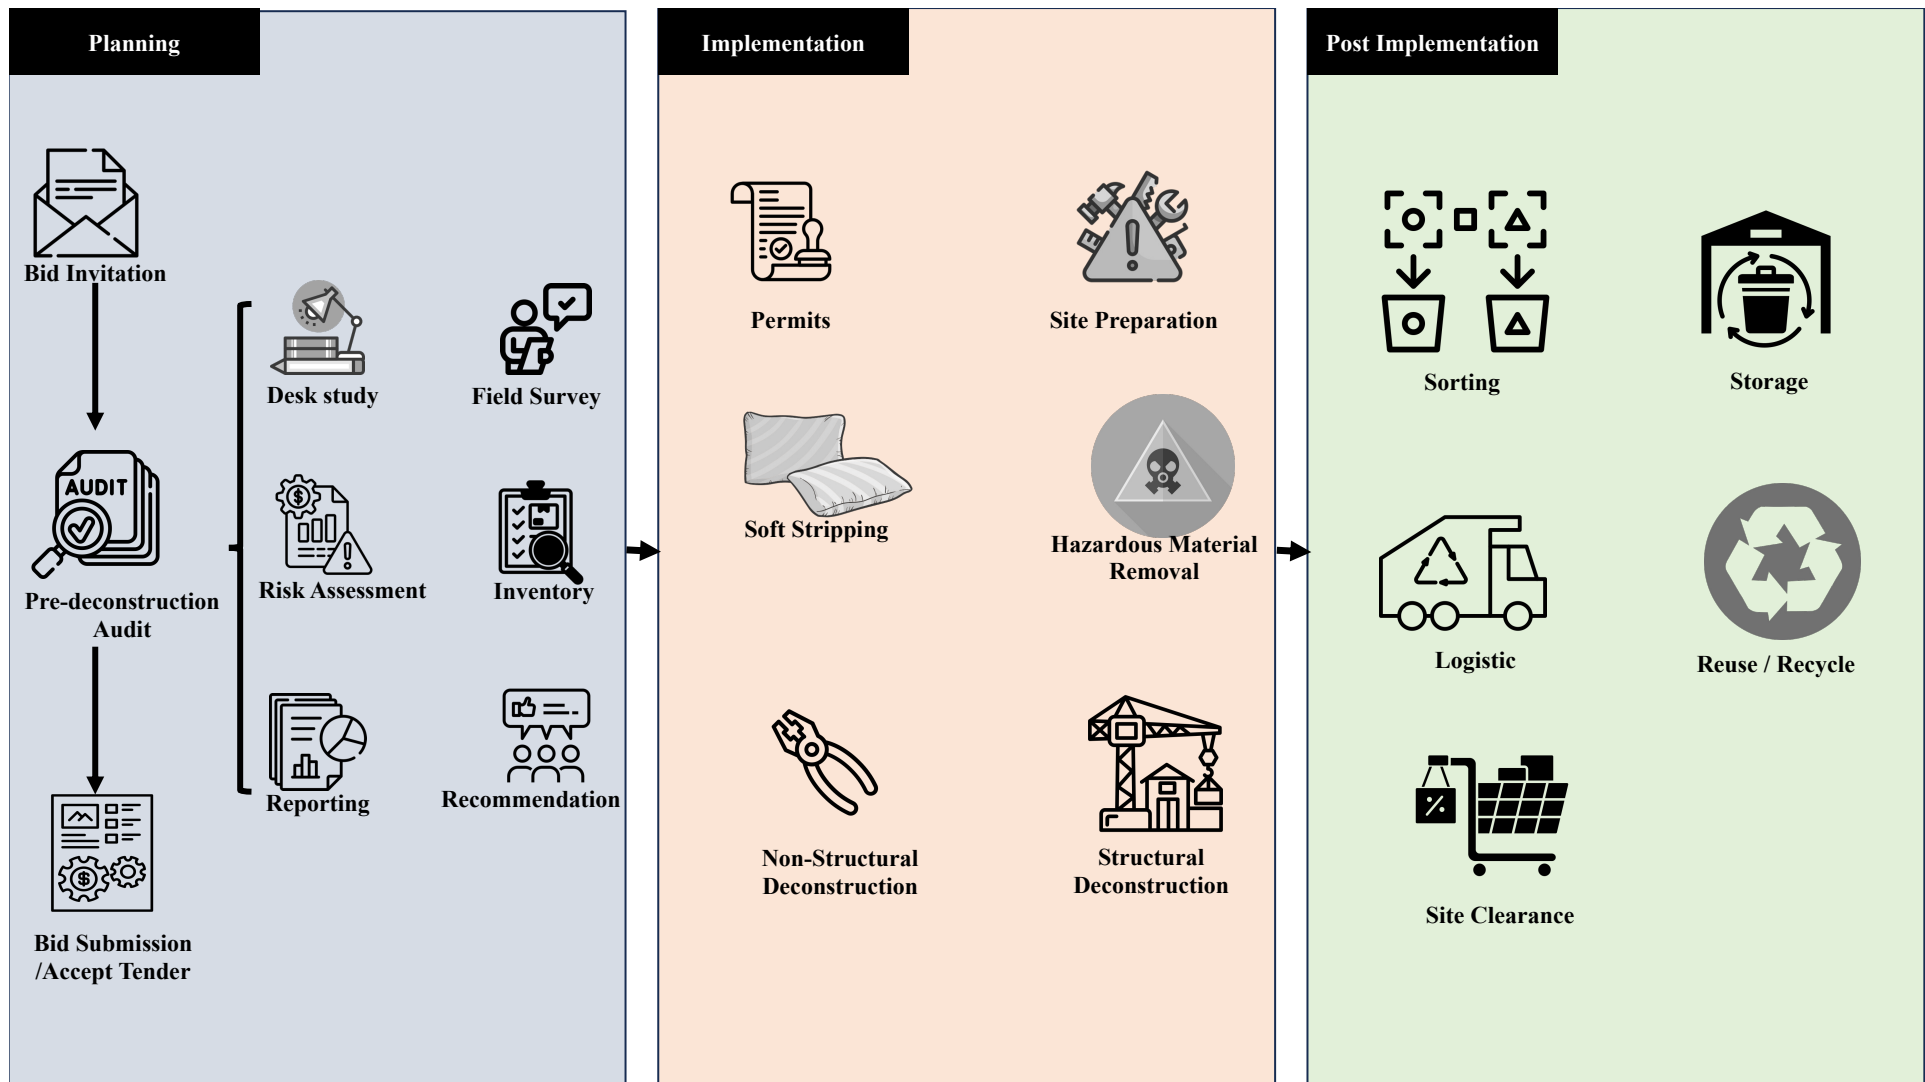 Planning
Bid Invitation
AUDIT
Pre-deconstruction
Audit
Bid Submission
/Accept Tender
Desk study
Field Survey
Risk Assessment
Inventory
Reporting
Recommendation
Implementation
Permits
Site Preparation
Soft Stripping
Hazardous Material
Removal
Non-Structural
Deconstruction
Structural
Deconstruction
Post Implementation
Sorting
Storage
Logistic
Reuse / Recycle
Site Clearance